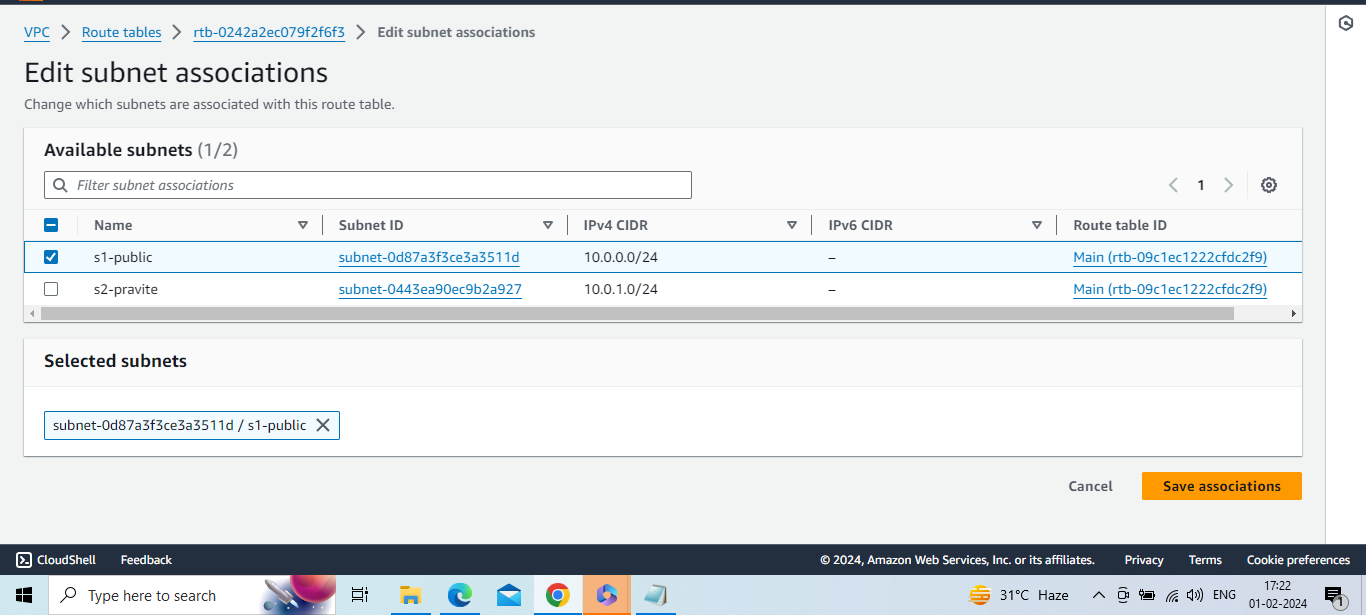 VPC > Route tables > rtb-0242a2ec079f2f6f3 > Edit subnet associations
Edit subnet associations
Change which subnets are associated with this route table.
Available subnets (1/2)
Filter subnet associations
1
Name Subnet ID IPv4 CIDR IPv6 CIDR Route table ID
s1-public subnet-0d87a3f3ce3a3511d 10.0.0.0/24 – Main (rtb-09c1ec1222cfdc2f9)
s2-pravite subnet-0443ea90ec9b2a927 10.0.1.0/24 – Main (rtb-09c1ec1222cfdc2f9)
Selected subnets
subnet-0d87a3f3ce3a3511d / s1-public
Cancel Save associations
CloudShell Feedback © 2024, Amazon Web Services, Inc. or its affiliates. Privacy Terms Cookie preferences
Type here to search 31°C Haze ENG 17:22
01-02-2024 1